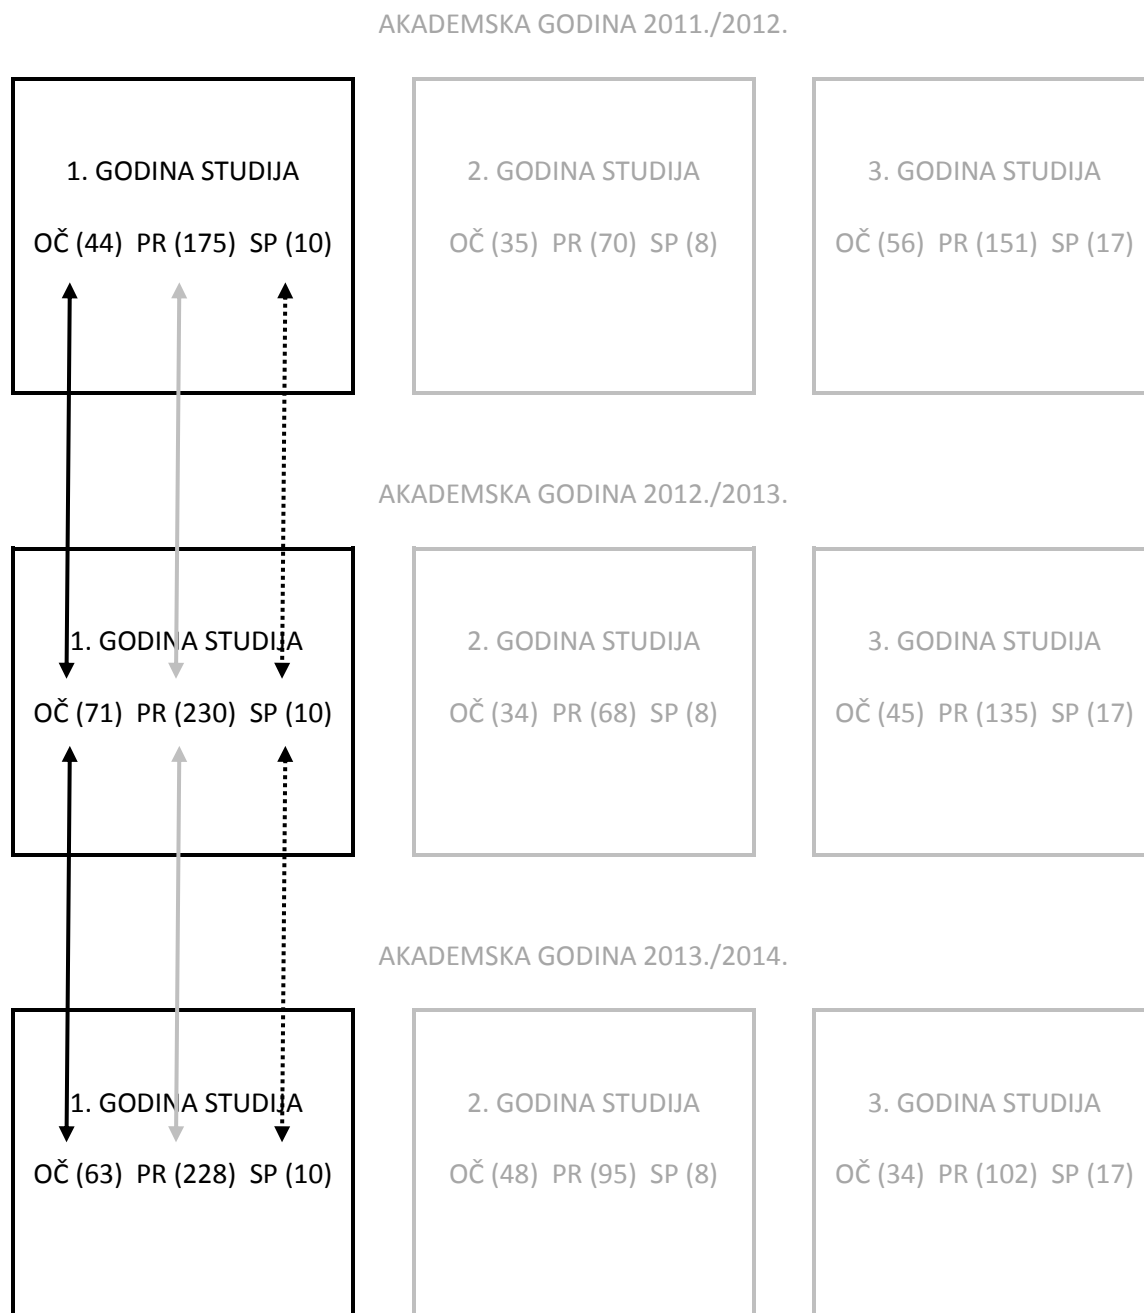 AKADEMSKA GODINA 2011./2012.
1. GODINA STUDIJA
OČ (44) PR (175) SP (10)
2. GODINA STUDIJA
OČ (35) PR (70) SP (8)
3. GODINA STUDIJA
OČ (56) PR (151) SP (17)
AKADEMSKA GODINA 2012./2013.
1. GODINA STUDIJA
OČ (71) PR (230) SP (10)
2. GODINA STUDIJA
OČ (34) PR (68) SP (8)
3. GODINA STUDIJA
OČ (45) PR (135) SP (17)
AKADEMSKA GODINA 2013./2014.
1. GODINA STUDIJA
OČ (63) PR (228) SP (10)
2. GODINA STUDIJA
OČ (48) PR (95) SP (8)
3. GODINA STUDIJA
OČ (34) PR (102) SP (17)